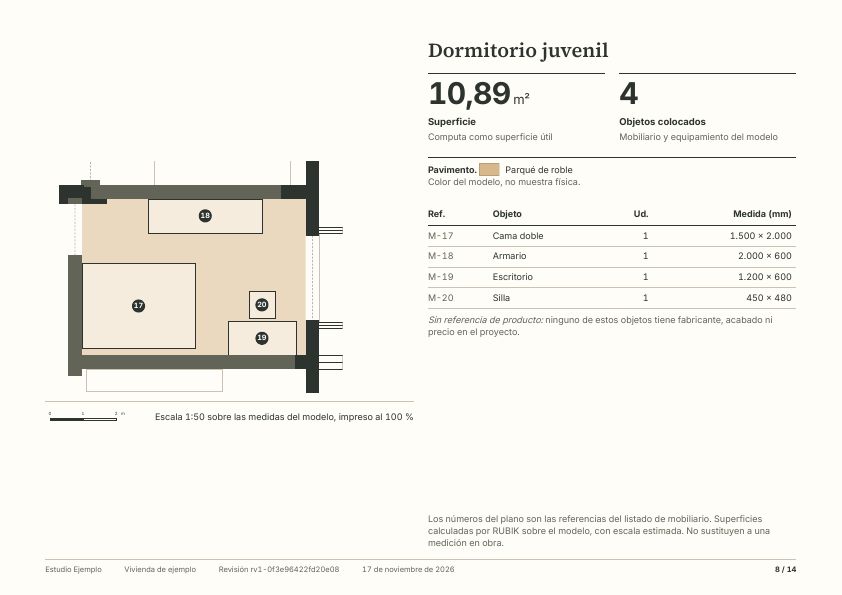 Dormitorio juvenil
10,89 m²
Superficie
Computa como superficie útil
4
Objetos colocados
Mobiliario y equipamiento del modelo
Pavimento. Parqué de roble
Color del modelo, no muestra física.
Ref. Objeto Ud. Medida (mm)
M-17 Cama doble 1 1.500 × 2.000
M-18 Armario 1 2.000 × 600
M-19 Escritorio 1 1.200 × 600
M-20 Silla 1 450 × 480
Sin referencia de producto: ninguno de estos objetos tiene fabricante, acabado ni
precio en el proyecto.
18
17
20
19
0 1 2 m
Escala 1:50 sobre las medidas del modelo, impreso al 100 %
Los números del plano son las referencias del listado de mobiliario. Superficies
calculadas por RUBIK sobre el modelo, con escala estimada. No sustituyen a una
medición en obra.
Estudio Ejemplo Vivienda de ejemplo Revisión rv1-0f3e96422fd20e08 17 de noviembre de 2026 8 / 14